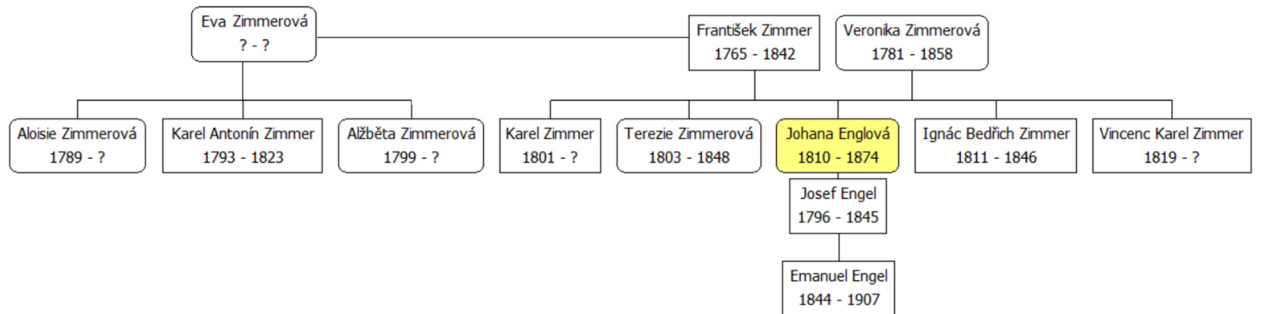 Eva Zimmerová
? - ?
František Zimmer
1765 - 1842
Veronika Zimmerová
1781 - 1858
Aloisie Zimmerová
1789 - ?
Karel Antonín Zimmer
1793 - 1823
Alžběta Zimmerová
1799 - ?
Karel Zimmer
1801 - ?
Terezie Zimmerová
1803 - 1848
Johana Englová
1810 - 1874
Ignác Bedřich Zimmer
1811 - 1846
Vincenc Karel Zimmer
1819 - ?
Josef Engel
1796 - 1845
Emanuel Engel
1844 - 1907